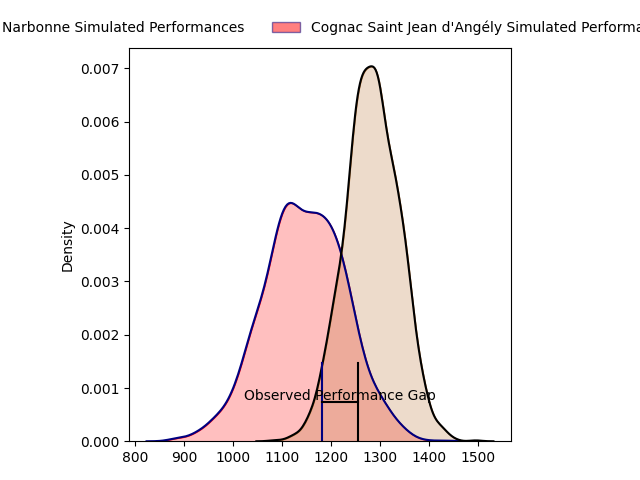 Narbonne Simulated Performances
Cognac Saint Jean d'Angély Simulated
Density
0.007
0.006
0.005
0.004
0.003
0.002
0.001
0.000
Observed Performance Gap
800 900 1000 1100 1200 1300 1400 1500